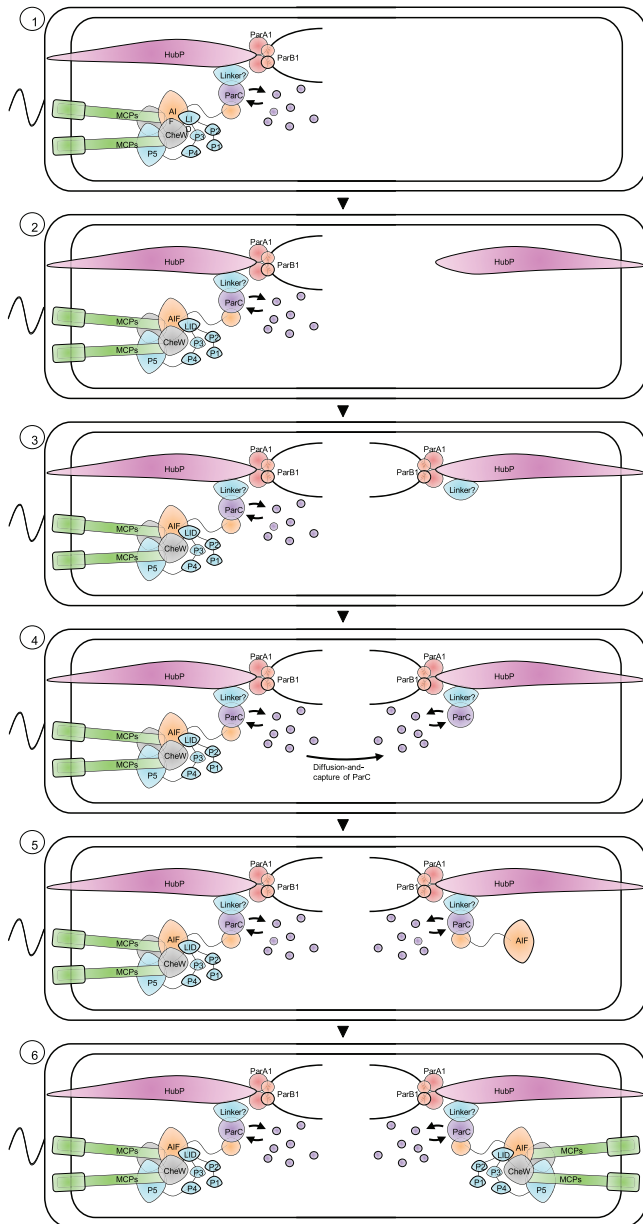 1
ParA1
HubP
ParB1
Linker?
ParC
AI
F
LI
D
MCPs
CheW
P2
P3
P1
MCPs
P5
P4
2
ParA1
HubP
ParB1
HubP
Linker?
ParC
MCPs
AIF
LID
P2
CheW
P3
P1
MCPs
P5
P4
3
ParA1
ParA1
HubP
ParB1
ParB1
HubP
Linker?
Linker?
ParC
MCPs
AIF
LID
P2
CheW
P3
P1
MCPs
P5
P4
4
ParA1
ParA1
HubP
ParB1
ParB1
HubP
Linker?
Linker?
ParC
ParC
MCPs
AIF
LID
P2
CheW
P3
P1
MCPs
P5
P4
Diffusion-and-
capture of ParC
5
ParA1
ParA1
HubP
ParB1
ParB1
HubP
Linker?
Linker?
ParC
ParC
MCPs
AIF
LID
AIF
P2
CheW
P3
P1
MCPs
P5
P4
6
ParA1
ParA1
HubP
ParB1
ParB1
HubP
Linker?
Linker?
ParC
ParC
MCPs
AIF
LID
LID
AIF
MCPs
P2
P2
CheW
P3
P3
CheW
P1
P1
MCPs
P5
P4
P4
P5
MCPs